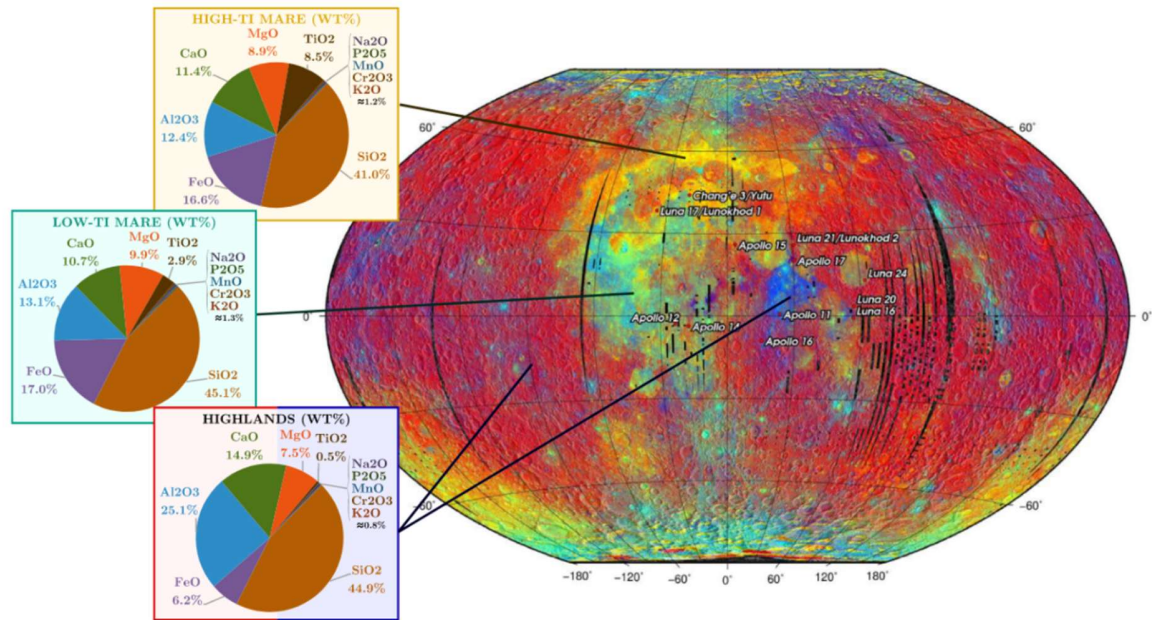 HIGH-TI MARE (WT%)
MgO
8.9%
TiO2
8.5%
Na2O
P2O5
MnO
Cr2O3
K2O
≈1.2%
CaO
11.4%
Al2O3
12.4%
FeO
16.6%
SiO2
41.0%
LOW-TI MARE (WT%)
MgO
9.9%
TiO2
2.9%
Na2O
P2O5
MnO
Cr2O3
K2O
≈1.3%
CaO
10.7%
Al2O3
13.1%
FeO
17.0%
SiO2
45.1%
HIGHLANDS (WT%)
CaO
14.9%
MgO
7.5%
TiO2
0.5%
Na2O
P2O5
MnO
Cr2O3
K2O
≈0.8%
Al2O3
25.1%
FeO
6.2%
SiO2
44.9%
60°
60°
Chang'e 3/Yutu
Luna 17/Lunokhod 1
Luna 21/Lunokhod 2
Apollo 15
Apollo 17
Luna 24
Luna 20
Luna 16
Apollo 12
Apollo 14
Apollo 11
Apollo 16
0°
0°
-60°
-60°
-180°
-120°
-60°
0°
60°
120°
180°